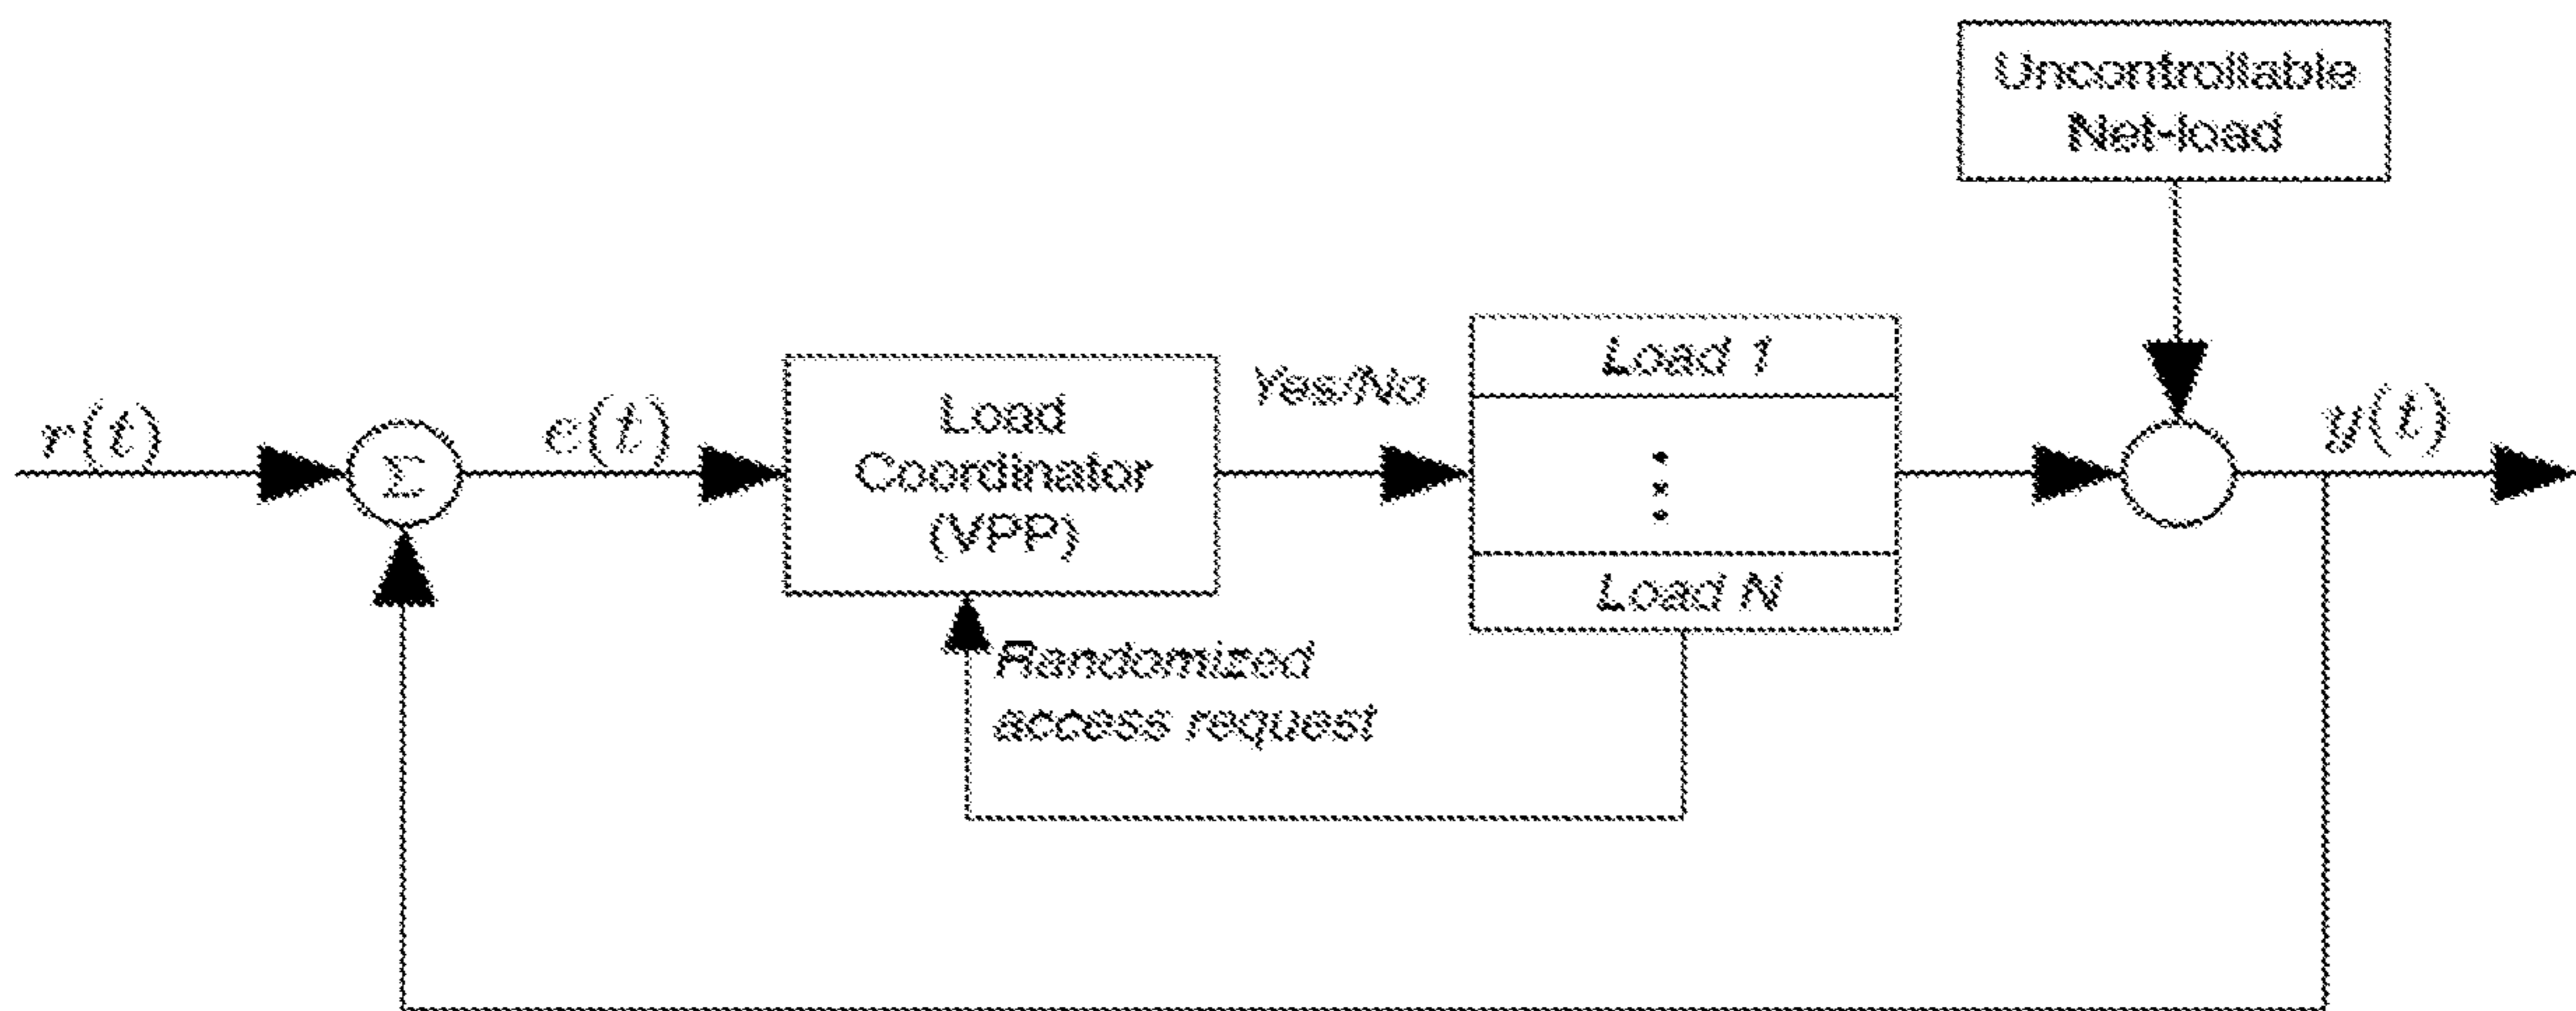 Uncontrollable
Net-load
r(t)
Σ
e(t)
Load
Coordinator
(VPP)
Yes/No
Load 1
⋮
Load N
y(t)
Randomized
access request